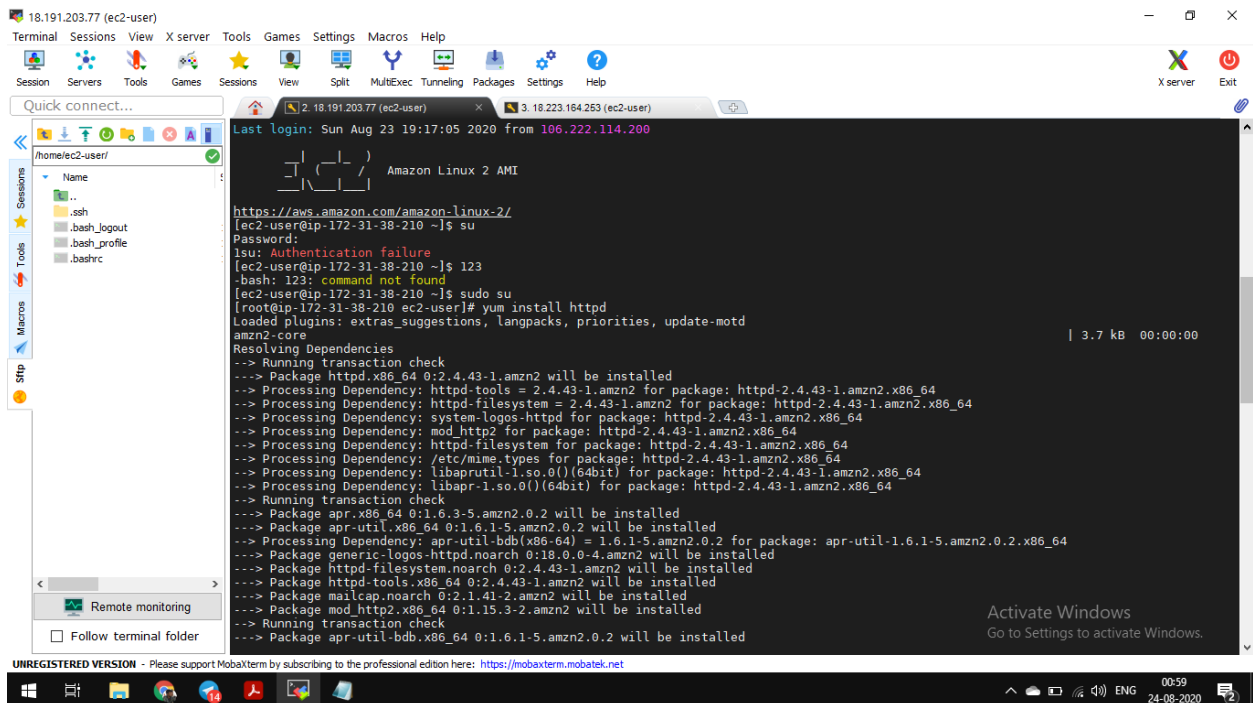 18.191.203.77 (ec2-user)
Terminal Sessions View X server Tools Games Settings Macros Help
Session Servers Tools Games Sessions View Split MultiExec Tunneling Packages Settings Help X server Exit
Quick connect...
2. 18.191.203.77 (ec2-user)
3. 18.223.164.253 (ec2-user)
/home/ec2-user/
Name
..
.ssh
.bash_logout
.bash_profile
.bashrc
Sessions
Tools
Macros
Sftp
Remote monitoring
Follow terminal folder
Last login: Sun Aug 23 19:17:05 2020 from 106.222.114.200
__| __|_ )
_| ( / Amazon Linux 2 AMI
___|\___|___|
https://aws.amazon.com/amazon-linux-2/
[ec2-user@ip-172-31-38-210 ~]$ su
Password:
1su: Authentication failure
[ec2-user@ip-172-31-38-210 ~]$ 123
-bash: 123: command not found
[ec2-user@ip-172-31-38-210 ~]$ sudo su
[root@ip-172-31-38-210 ec2-user]# yum install httpd
Loaded plugins: extras_suggestions, langpacks, priorities, update-motd
amzn2-core | 3.7 kB 00:00:00
Resolving Dependencies
--> Running transaction check
---> Package httpd.x86_64 0:2.4.43-1.amzn2 will be installed
--> Processing Dependency: httpd-tools = 2.4.43-1.amzn2 for package: httpd-2.4.43-1.amzn2.x86_64
--> Processing Dependency: httpd-filesystem = 2.4.43-1.amzn2 for package: httpd-2.4.43-1.amzn2.x86_64
--> Processing Dependency: system-logos-httpd for package: httpd-2.4.43-1.amzn2.x86_64
--> Processing Dependency: mod_http2 for package: httpd-2.4.43-1.amzn2.x86_64
--> Processing Dependency: httpd-filesystem for package: httpd-2.4.43-1.amzn2.x86_64
--> Processing Dependency: /etc/mime.types for package: httpd-2.4.43-1.amzn2.x86_64
--> Processing Dependency: libaprutil-1.so.0()(64bit) for package: httpd-2.4.43-1.amzn2.x86_64
--> Processing Dependency: libapr-1.so.0()(64bit) for package: httpd-2.4.43-1.amzn2.x86_64
--> Running transaction check
---> Package apr.x86_64 0:1.6.3-5.amzn2.0.2 will be installed
---> Package apr-util.x86_64 0:1.6.1-5.amzn2.0.2 will be installed
--> Processing Dependency: apr-util-bdb(x86-64) = 1.6.1-5.amzn2.0.2 for package: apr-util-1.6.1-5.amzn2.0.2.x86_64
---> Package generic-logos-httpd.noarch 0:18.0.0-4.amzn2 will be installed
---> Package httpd-filesystem.noarch 0:2.4.43-1.amzn2 will be installed
---> Package httpd-tools.x86_64 0:2.4.43-1.amzn2 will be installed
---> Package mailcap.noarch 0:2.1.41-2.amzn2 will be installed
---> Package mod_http2.x86_64 0:1.15.3-2.amzn2 will be installed
--> Running transaction check
---> Package apr-util-bdb.x86_64 0:1.6.1-5.amzn2.0.2 will be installed
Activate Windows
Go to Settings to activate Windows.
UNREGISTERED VERSION - Please support MobaXterm by subscribing to the professional edition here: https://mobaxterm.mobatek.net
14
ENG
00:59
24-08-2020
2